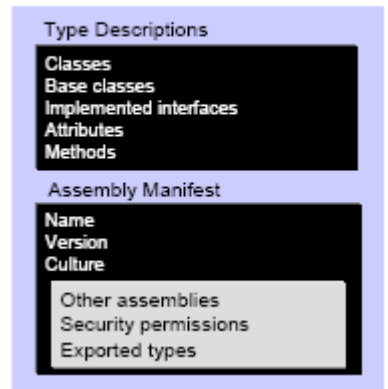 Type Descriptions
Classes
Base classes
Implemented interfaces
Attributes
Methods
Assembly Manifest
Name
Version
Culture
Other assemblies
Security permissions
Exported types